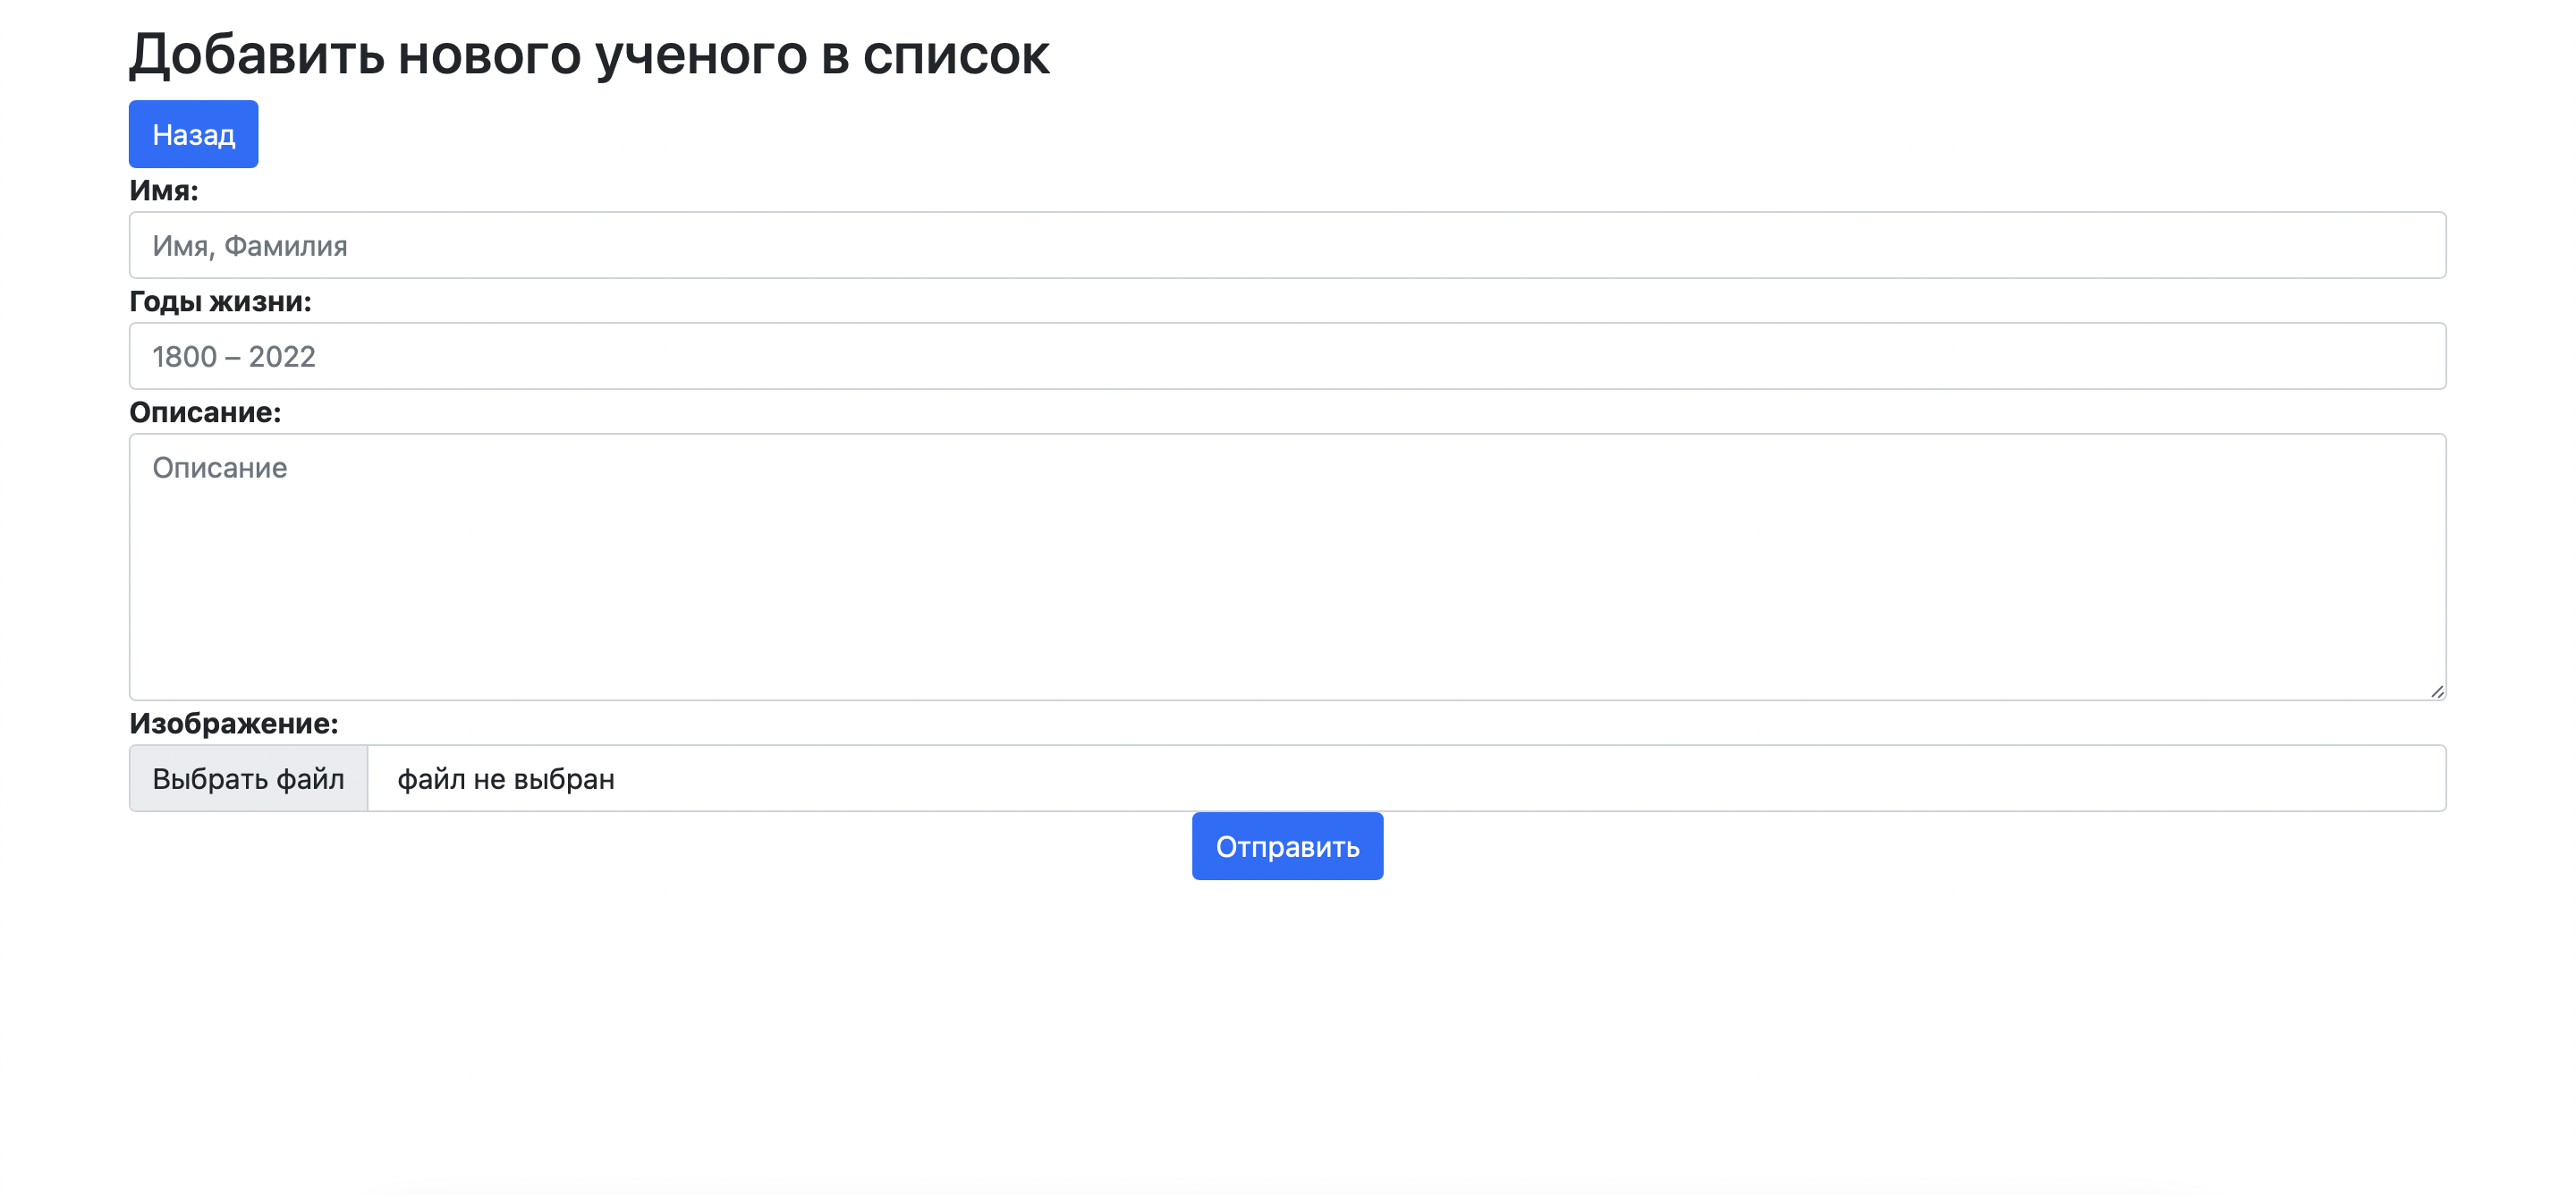 Добавить нового ученого в список
Назад
Имя:
Имя, Фамилия
Годы жизни:
1800 – 2022
Описание:
Описание
Изображение:
Выбрать файл файл не выбран
Отправить